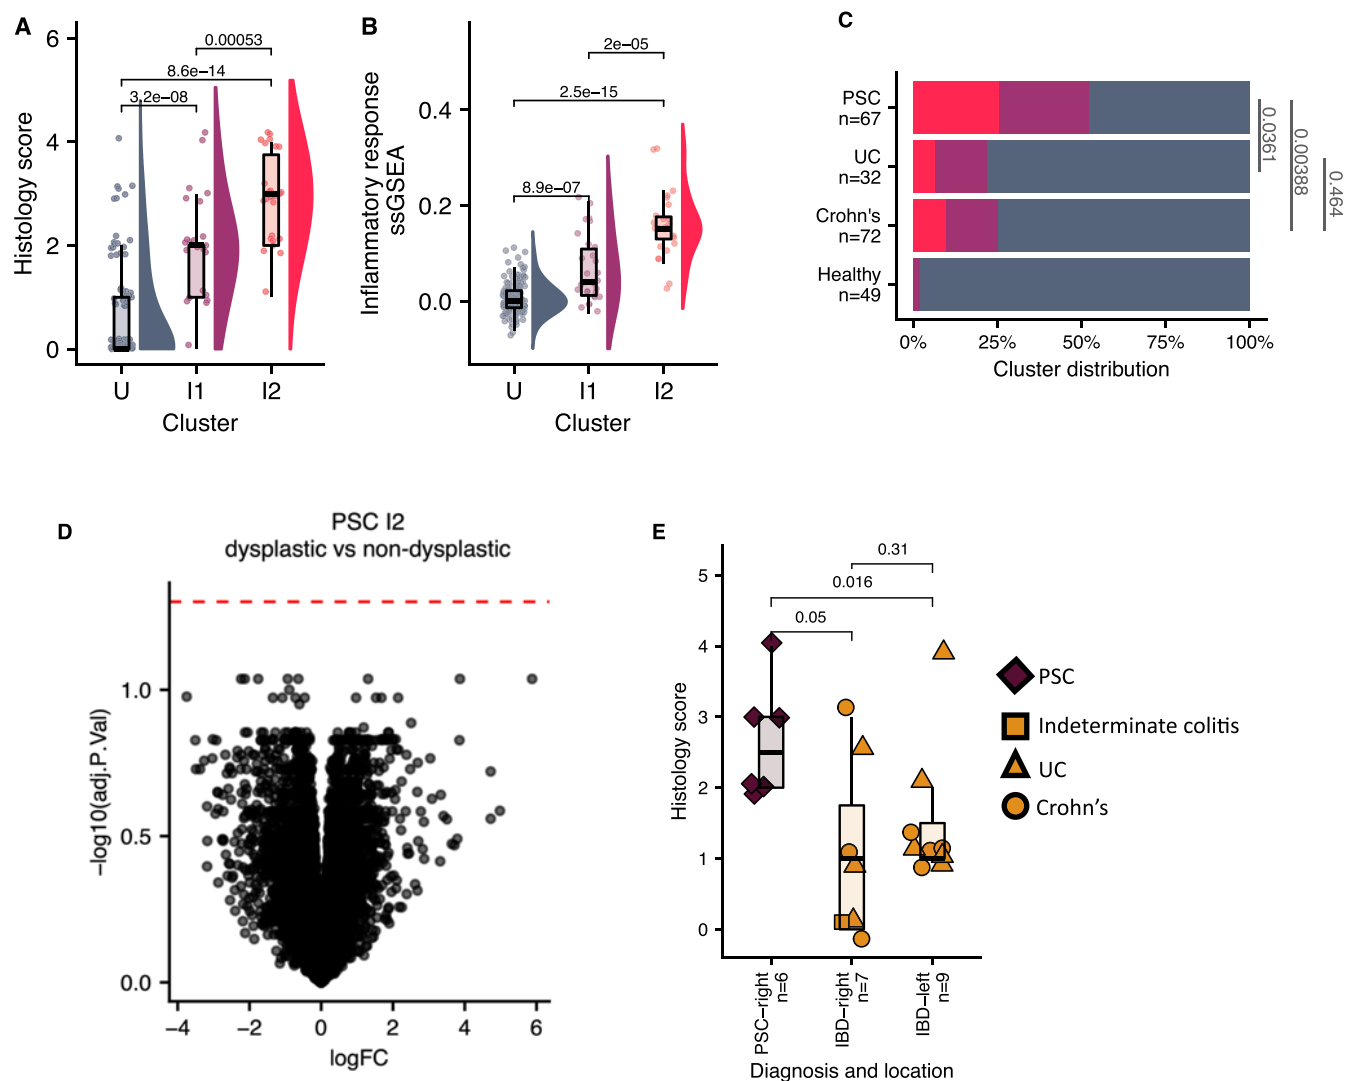 A
6
4
2
0
Histology score
0.00053
8.6e−14
3.2e−08
U
I1
I2
Cluster
B
0.4
0.2
0.0
Inflammatory response
ssGSEA
2e−05
2.5e−15
8.9e−07
U
I1
I2
Cluster
C
PSC
n=67
UC
n=32
Crohn's
n=72
Healthy
n=49
0%
25%
50%
75%
100%
Cluster distribution
0.0361
0.00388
0.464
D
PSC I2
dysplastic vs non-dysplastic
1.0
0.5
0.0
−log10(adj.P.Val)
−4
−2
0
2
4
6
logFC
E
5
4
3
2
1
0
Histology score
0.31
0.016
0.05
PSC−right
n=6
IBD−right
n=7
IBD−left
n=9
Diagnosis and location
PSC
Indeterminate colitis
UC
Crohn's